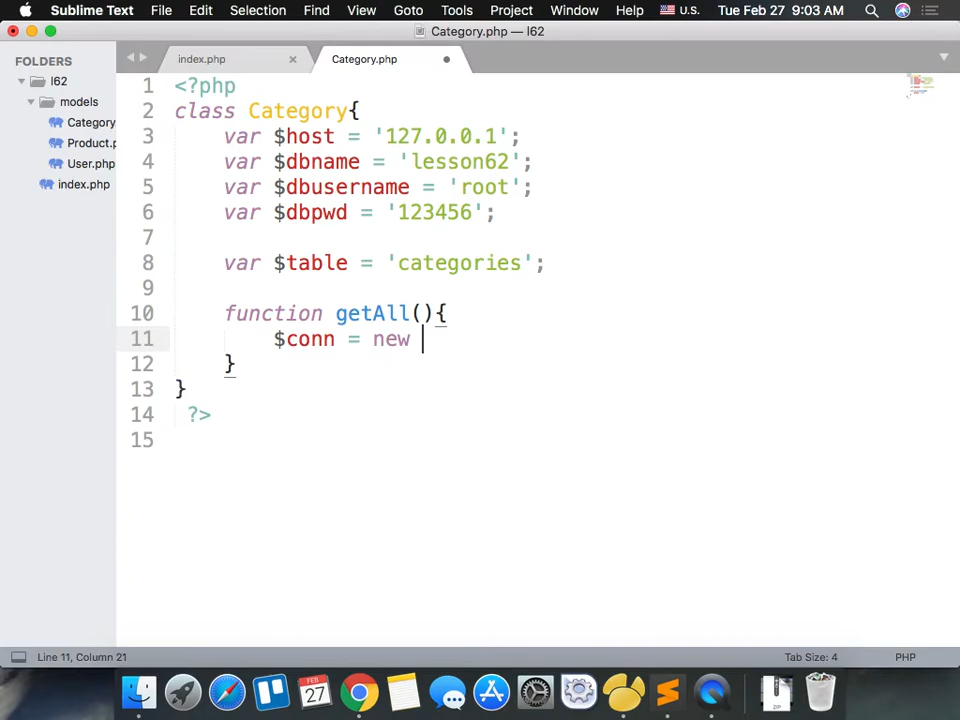 Sublime Text File Edit Selection Find View Goto Tools Project Window Help U.S. Tue Feb 27 9:03 AM
Category.php — l62
FOLDERS
l62
models
Category
Product.p
User.php
index.php
index.php
Category.php
1 <?php
2 class Category{
3 var $host = '127.0.0.1';
4 var $dbname = 'lesson62';
5 var $dbusername = 'root';
6 var $dbpwd = '123456';
7
8 var $table = 'categories';
9
10 function getAll(){
11 $conn = new
12 }
13 }
14 ?>
15
Line 11, Column 21 Tab Size: 4 PHP
FEB
27
ZIP